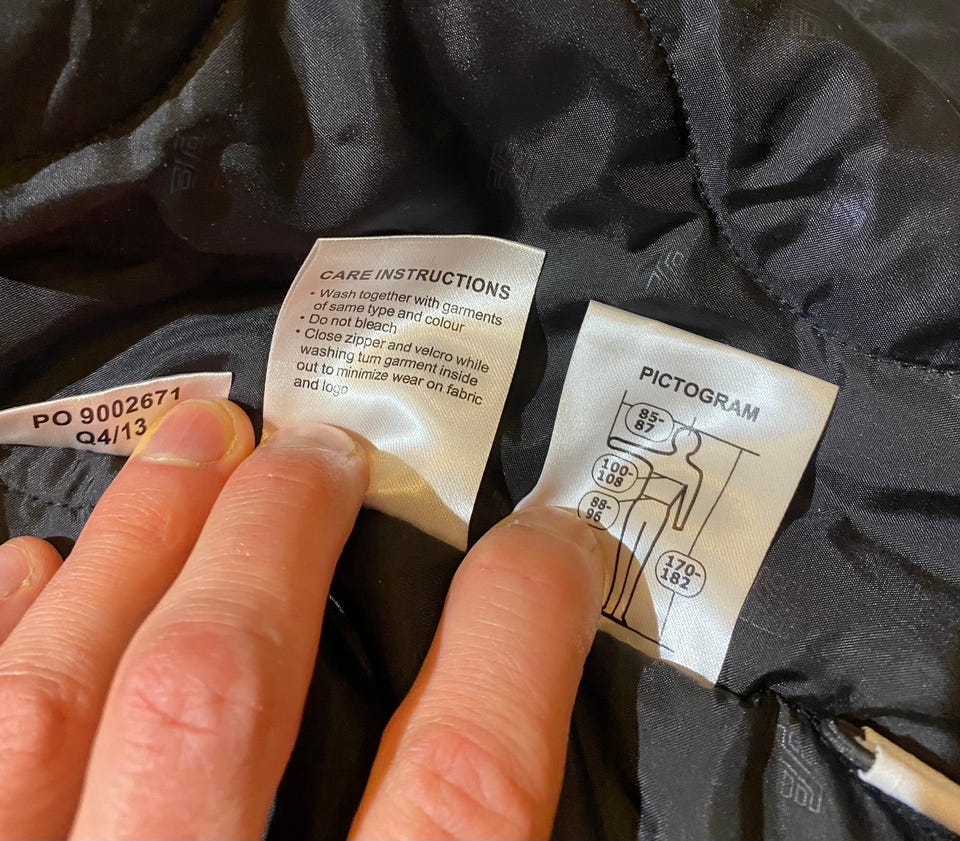 PO 9002671
Q4/13
CARE INSTRUCTIONS
• Wash together with garments
of same type and colour
• Do not bleach
• Close zipper and velcro while
washing turn garment inside
out to minimize wear on fabric
and logo
PICTOGRAM
85-
87
100-
108
88-
96
170-
182